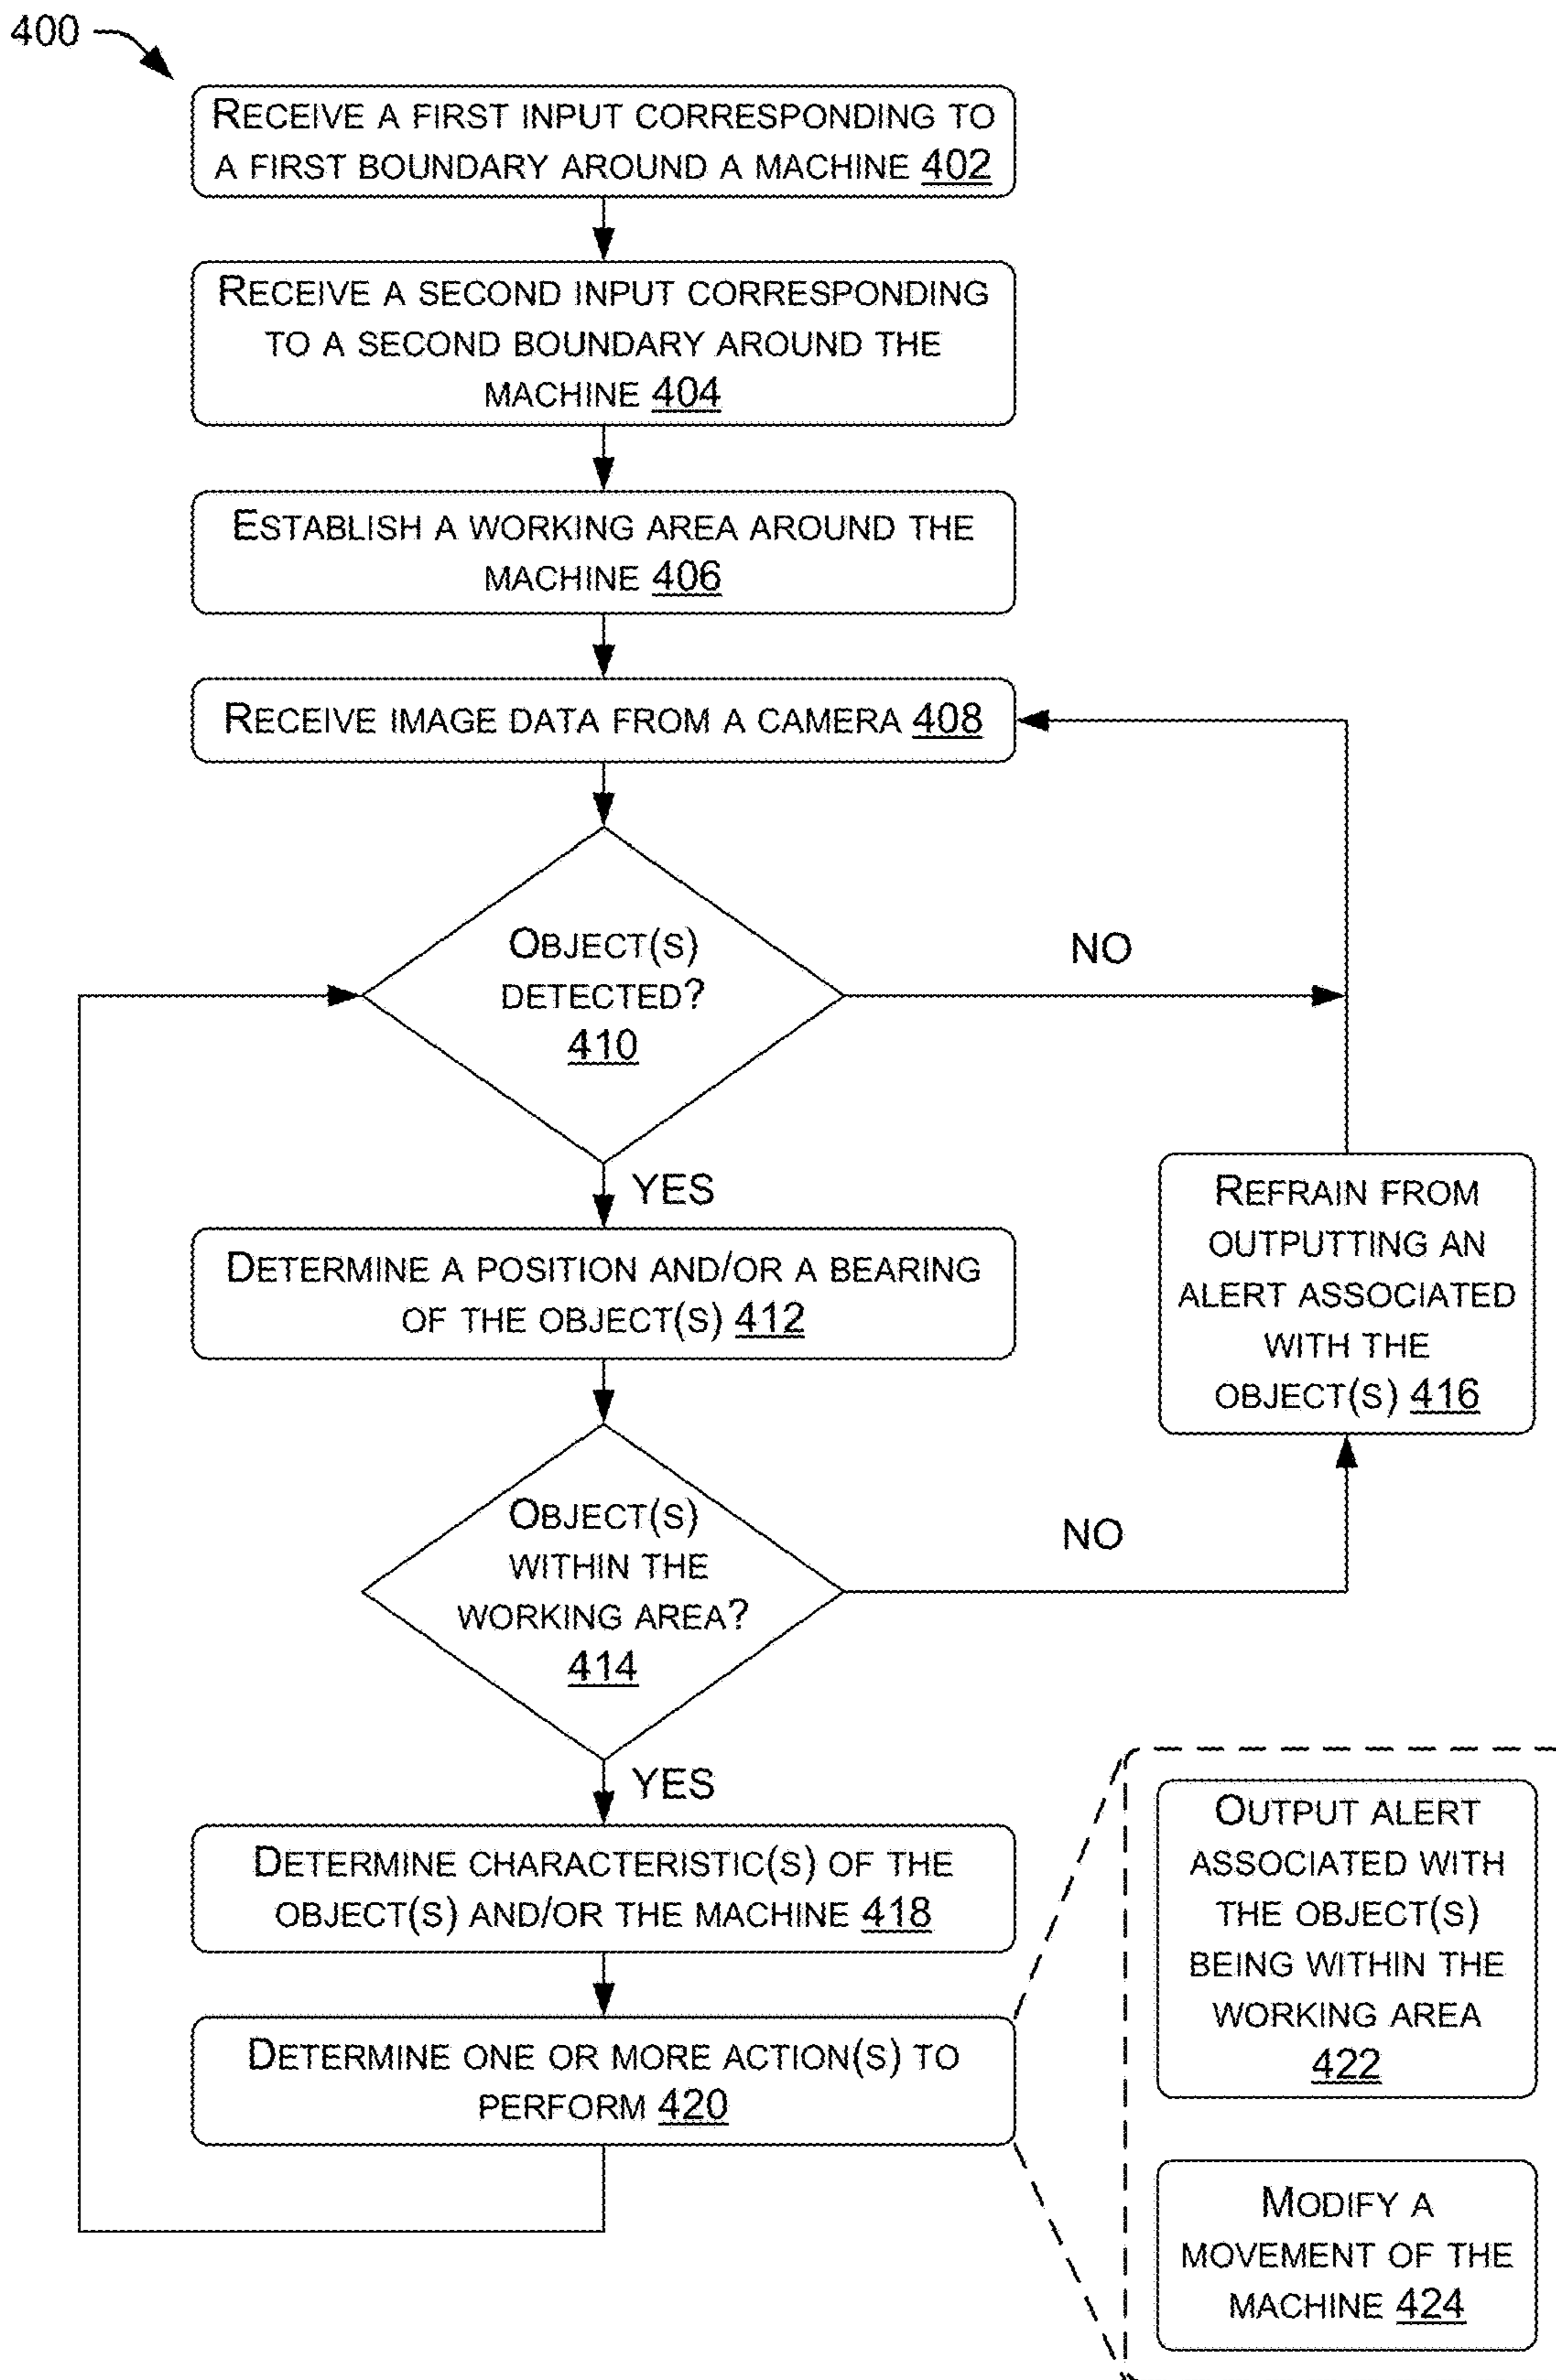 400
RECEIVE A FIRST INPUT CORRESPONDING TO
A FIRST BOUNDARY AROUND A MACHINE 402
RECEIVE A SECOND INPUT CORRESPONDING
TO A SECOND BOUNDARY AROUND THE
MACHINE 404
ESTABLISH A WORKING AREA AROUND THE
MACHINE 406
RECEIVE IMAGE DATA FROM A CAMERA 408
OBJECT(S)
DETECTED?
410
NO
YES
DETERMINE A POSITION AND/OR A BEARING
OF THE OBJECT(S) 412
REFRAIN FROM
OUTPUTTING AN
ALERT ASSOCIATED
WITH THE
OBJECT(S) 416
OBJECT(S)
WITHIN THE
WORKING AREA?
414
NO
YES
DETERMINE CHARACTERISTIC(S) OF THE
OBJECT(S) AND/OR THE MACHINE 418
DETERMINE ONE OR MORE ACTION(S) TO
PERFORM 420
OUTPUT ALERT
ASSOCIATED WITH
THE OBJECT(S)
BEING WITHIN THE
WORKING AREA
422
MODIFY A
MOVEMENT OF THE
MACHINE 424